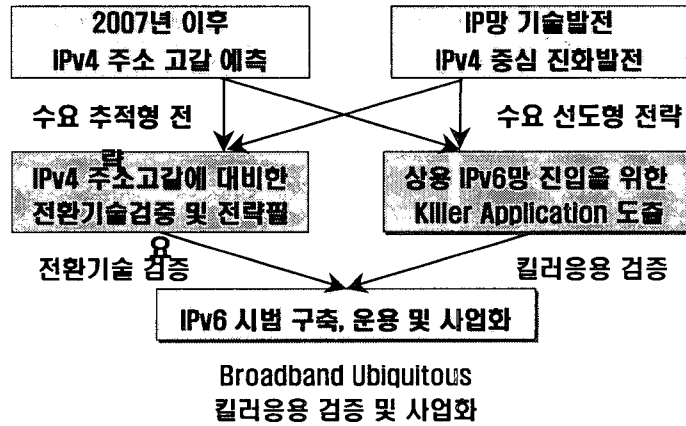 2007년 이후
IPv4 주소 고갈 예측
IP망 기술발전
IPv4 중심 진화발전
수요 추적형 전
략
수요 선도형 전략
IPv4 주소고갈에 대비한
전환기술검증 및 전략필
요
상용 IPv6망 진입을 위한
Killer Application 도출
전환기술 검증
킬러응용 검증
IPv6 시범 구축, 운용 및 사업화
Broadband Ubiquitous
킬러응용 검증 및 사업화